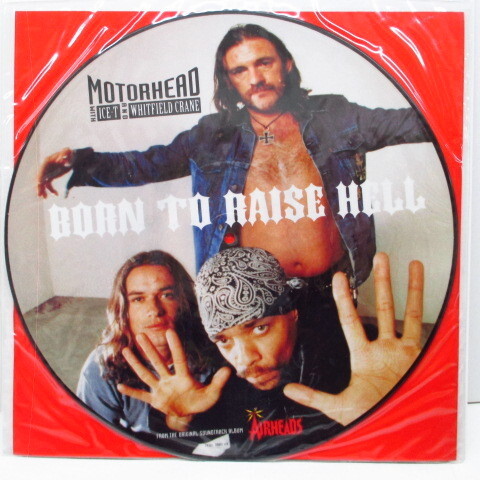 MOTORHEAD
WITH ICE T AND WHITFIELD CRANE
BORN TO RAISE HELL
FROM THE ORIGINAL SOUNDTRACK ALBUM
AIRHEADS